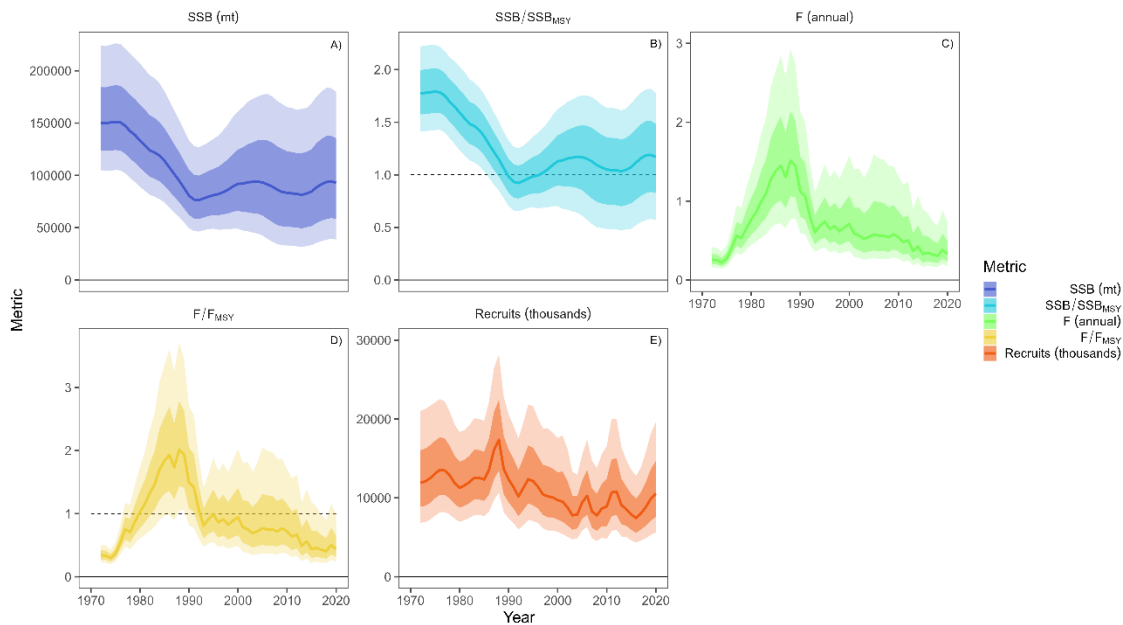 SSB (mt)
SSB/SSBMSY
F (annual)
A)
B)
C)
200000
150000
100000
50000
0
2.0
1.5
1.0
0.5
0.0
3
2
1
0
1970 1980 1990 2000 2010 2020
Metric
F/FMSY
Recruits (thousands)
D)
E)
3
2
1
0
30000
20000
10000
0
1970 1980 1990 2000 2010 2020
1970 1980 1990 2000 2010 2020
Year
Metric
SSB (mt)
SSB/SSBMSY
F (annual)
F/FMSY
Recruits (thousands)